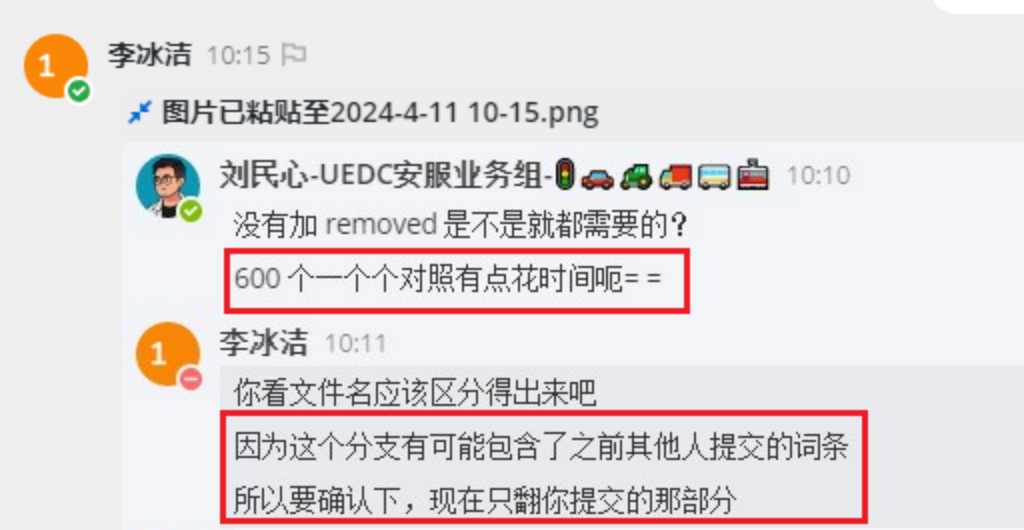 1
李冰洁 10:15
图片已粘贴至2024-4-11 10-15.png
刘民心-UEDC安服业务组-🚦🚗🚜🚚🚌🚋 10:10
没有加 removed 是不是就都需要的？
600 个一个个对照有点花时间呃= =
1
李冰洁 10:11
你看文件名应该区分得出来吧
因为这个分支有可能包含了之前其他人提交的词条
所以要确认下，现在只翻你提交的那部分